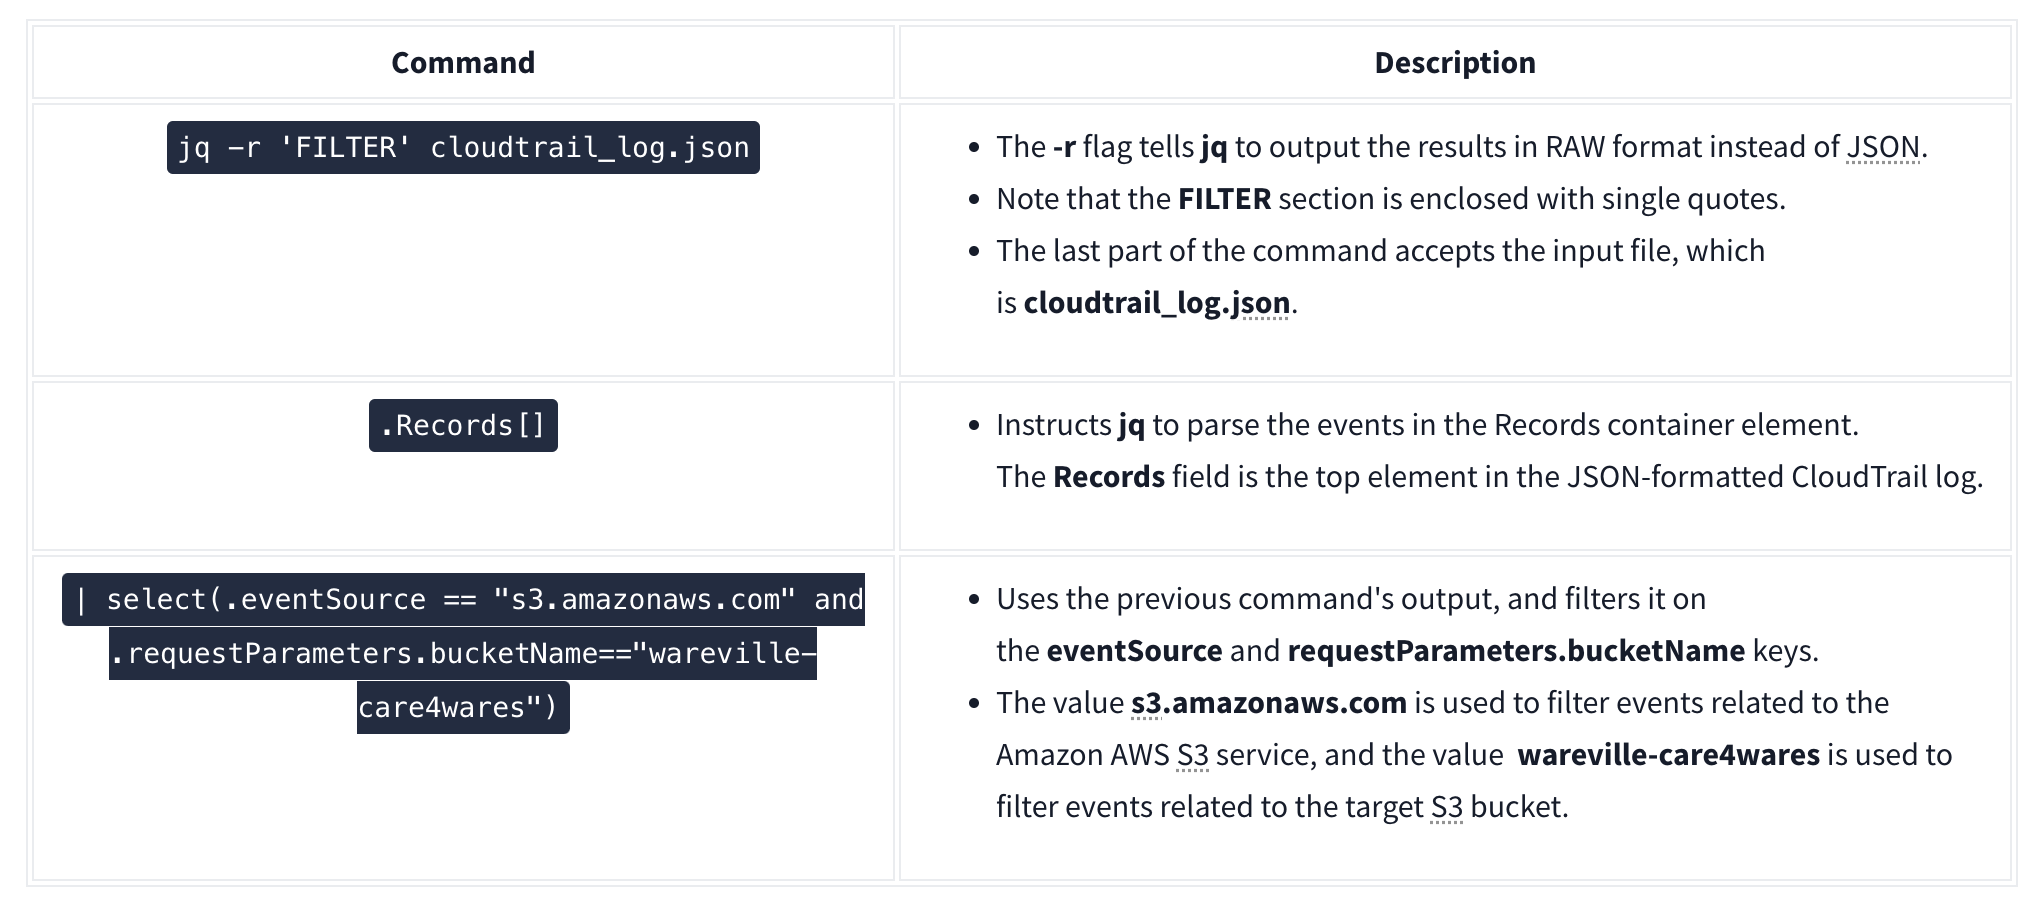 Command
Description
jq -r 'FILTER' cloudtrail_log.json
• The -r flag tells jq to output the results in RAW format instead of JSON.
• Note that the FILTER section is enclosed with single quotes.
• The last part of the command accepts the input file, which
is cloudtrail_log.json.
.Records[]
• Instructs jq to parse the events in the Records container element.
The Records field is the top element in the JSON-formatted CloudTrail log.
| select(.eventSource == "s3.amazonaws.com" and
.requestParameters.bucketName=="wareville-
care4wares")
• Uses the previous command's output, and filters it on
the eventSource and requestParameters.bucketName keys.
• The value s3.amazonaws.com is used to filter events related to the
Amazon AWS S3 service, and the value wareville-care4wares is used to
filter events related to the target S3 bucket.